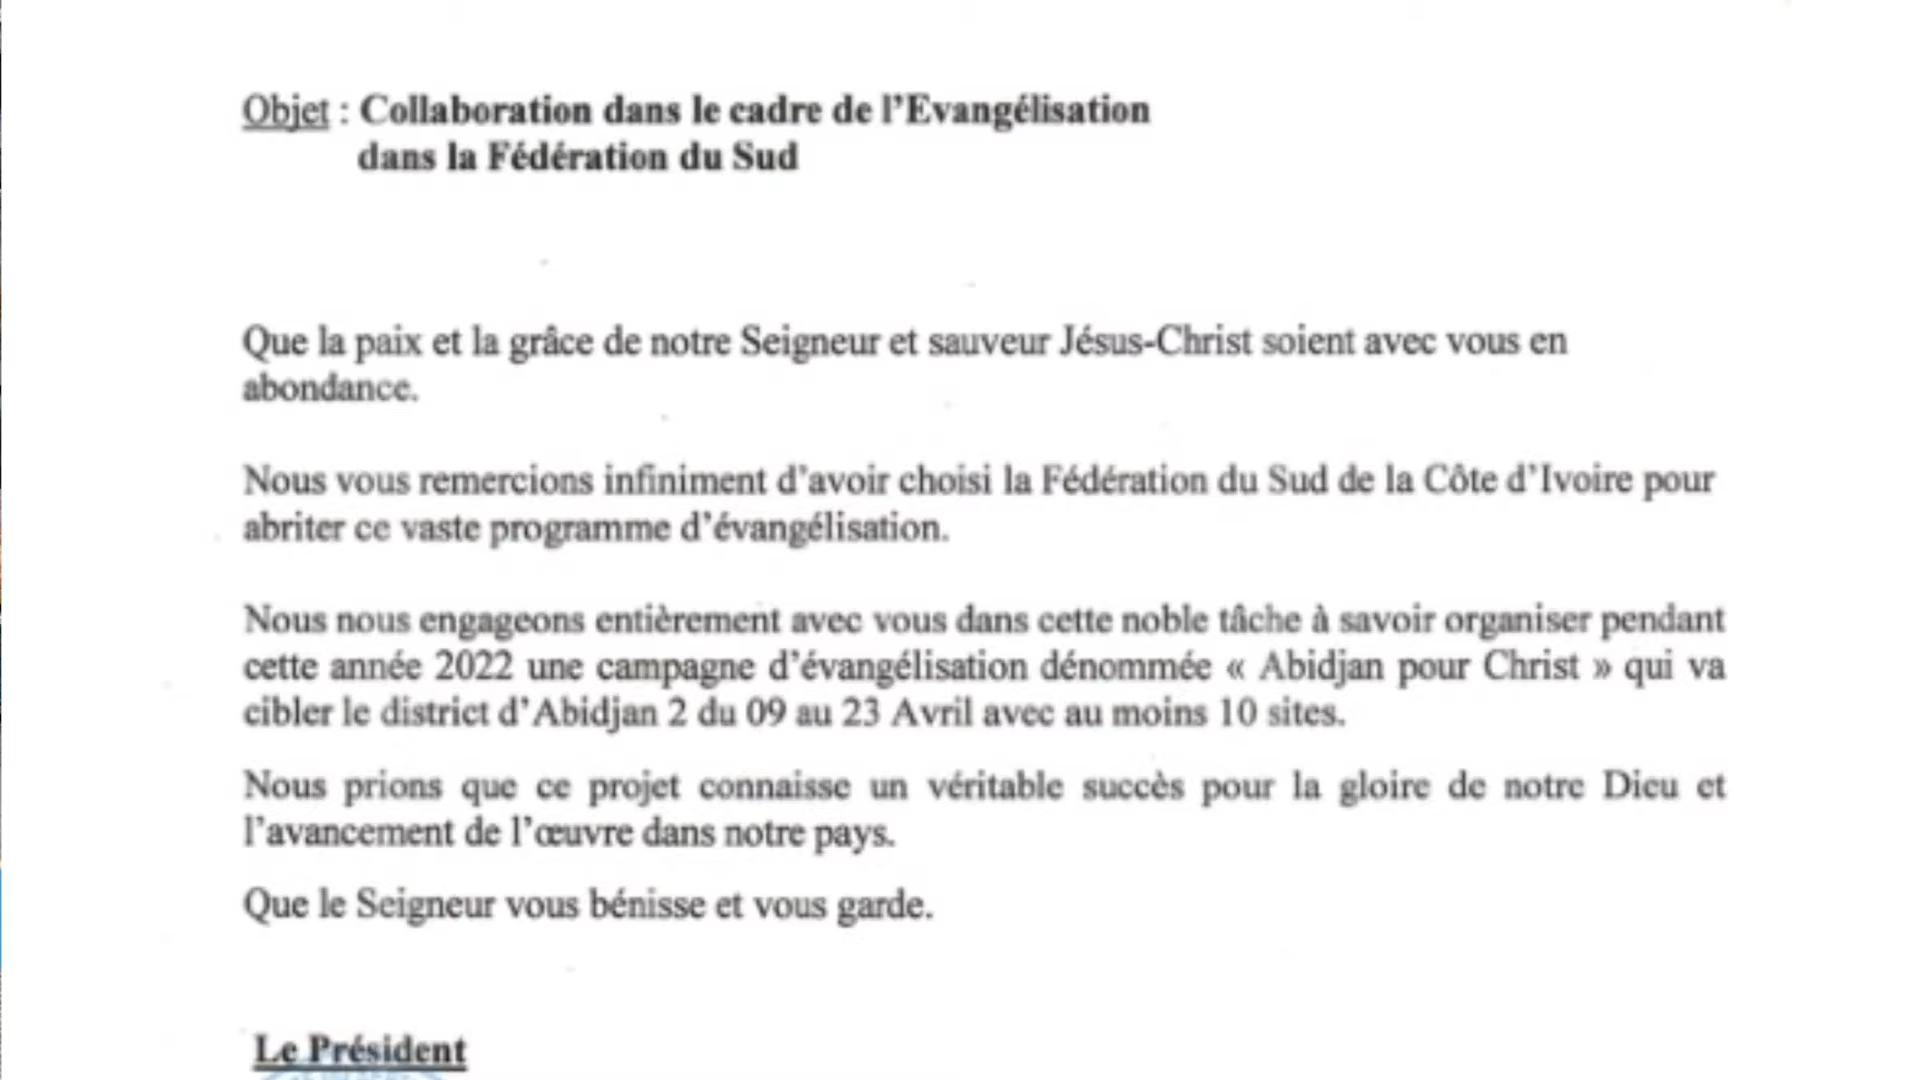 Objet : Collaboration dans le cadre de l'Evangélisation
dans la Fédération du Sud
Que la paix et la grâce de notre Seigneur et sauveur Jésus-Christ soient avec vous en
abondance.
Nous vous remercions infiniment d'avoir choisi la Fédération du Sud de la Côte d'Ivoire pour
abriter ce vaste programme d'évangélisation.
Nous nous engageons entièrement avec vous dans cette noble tâche à savoir organiser pendant
cette année 2022 une campagne d'évangélisation dénommée « Abidjan pour Christ » qui va
cibler le district d'Abidjan 2 du 09 au 23 Avril avec au moins 10 sites.
Nous prions que ce projet connaisse un véritable succès pour la gloire de notre Dieu et
l'avancement de l'œuvre dans notre pays.
Que le Seigneur vous bénisse et vous garde.
Le Président